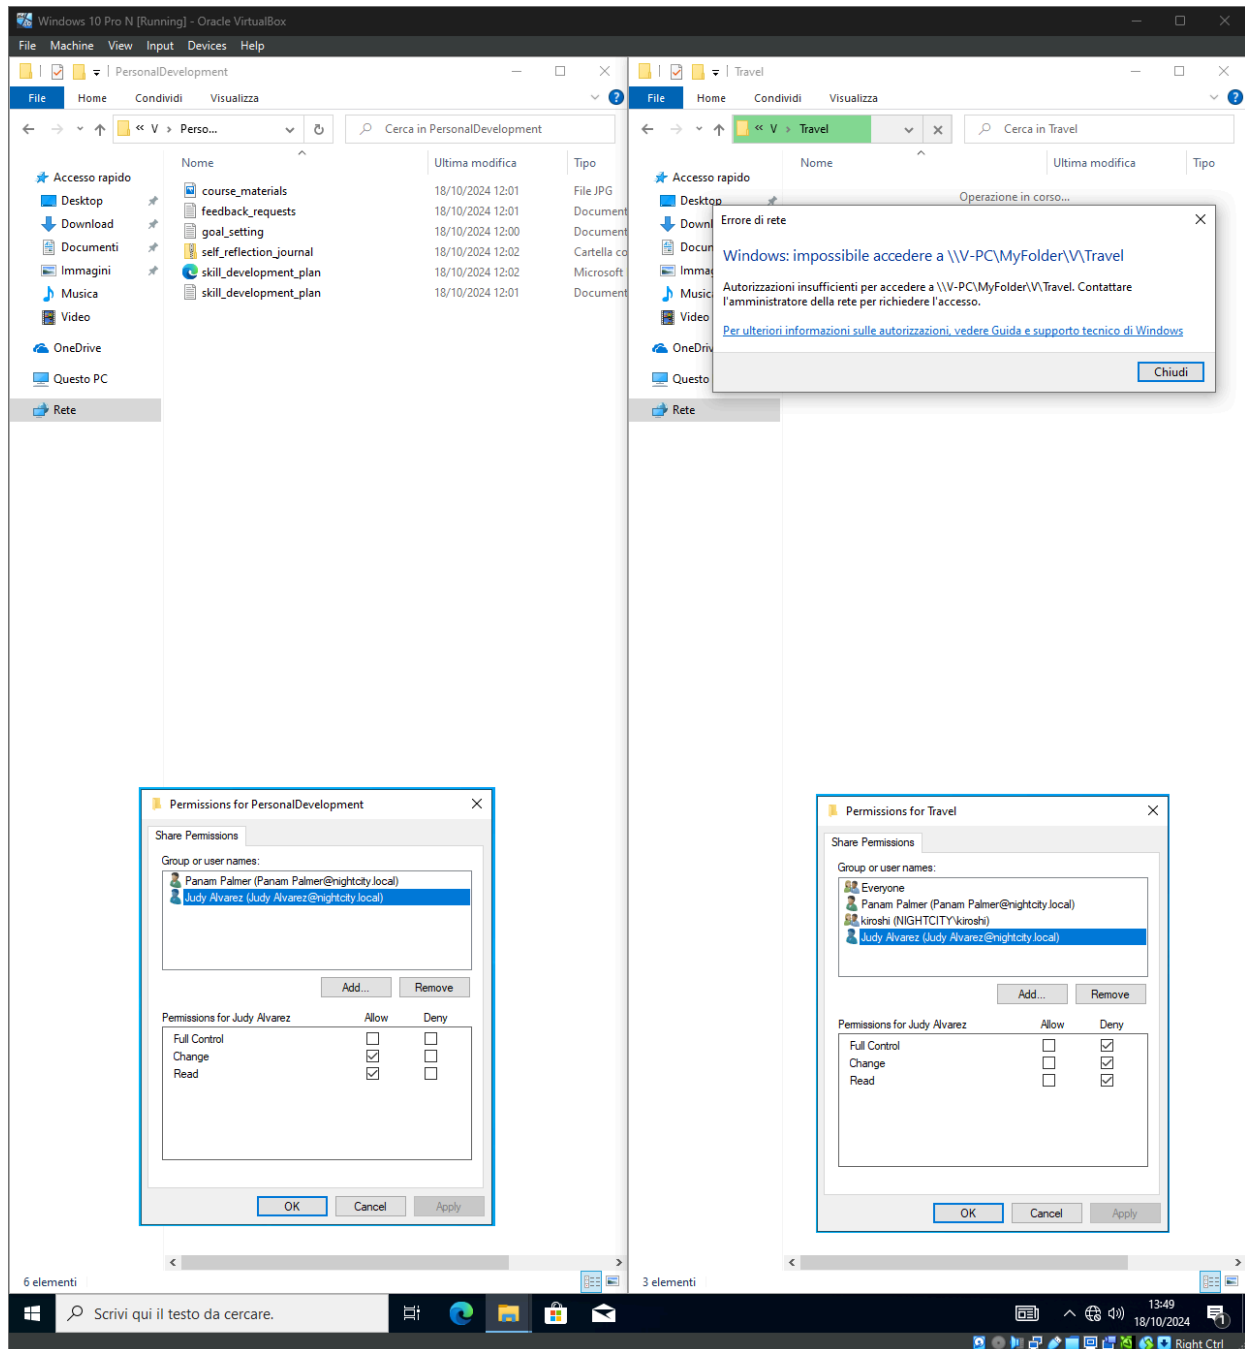 Windows 10 Pro N [Running] - Oracle VirtualBox
File Machine View Input Devices Help
PersonalDevelopment
File Home Condividi Visualizza
« V › Perso...
Cerca in PersonalDevelopment
Nome Ultima modifica Tipo
Accesso rapido
Desktop
Download
Documenti
Immagini
Musica
Video
OneDrive
Questo PC
Rete
course_materials 18/10/2024 12:01 File JPG
feedback_requests 18/10/2024 12:01 Document
goal_setting 18/10/2024 12:00 Document
self_reflection_journal 18/10/2024 12:02 Cartella co
skill_development_plan 18/10/2024 12:02 Microsoft
skill_development_plan 18/10/2024 12:01 Document
Permissions for PersonalDevelopment
Share Permissions
Group or user names:
Panam Palmer (Panam Palmer@nightcity.local)
Judy Alvarez (Judy Alvarez@nightcity.local)
Add... Remove
Permissions for Judy Alvarez Allow Deny
Full Control
Change
Read
OK Cancel Apply
6 elementi
Travel
File Home Condividi Visualizza
« V › Travel
Cerca in Travel
Nome Ultima modifica Tipo
Operazione in corso...
Accesso rapido
Desktop
Downl
Docum
Immag
Music
Video
OneDriv
Questo
Rete
Errore di rete
Windows: impossibile accedere a \\V-PC\MyFolder\V\Travel
Autorizzazioni insufficienti per accedere a \\V-PC\MyFolder\V\Travel. Contattare
l'amministratore della rete per richiedere l'accesso.
Per ulteriori informazioni sulle autorizzazioni, vedere Guida e supporto tecnico di Windows
Chiudi
Permissions for Travel
Share Permissions
Group or user names:
Everyone
Panam Palmer (Panam Palmer@nightcity.local)
kiroshi (NIGHTCITY\kiroshi)
Judy Alvarez (Judy Alvarez@nightcity.local)
Add... Remove
Permissions for Judy Alvarez Allow Deny
Full Control
Change
Read
OK Cancel Apply
3 elementi
Scrivi qui il testo da cercare.
13:49
18/10/2024
1
Right Ctrl